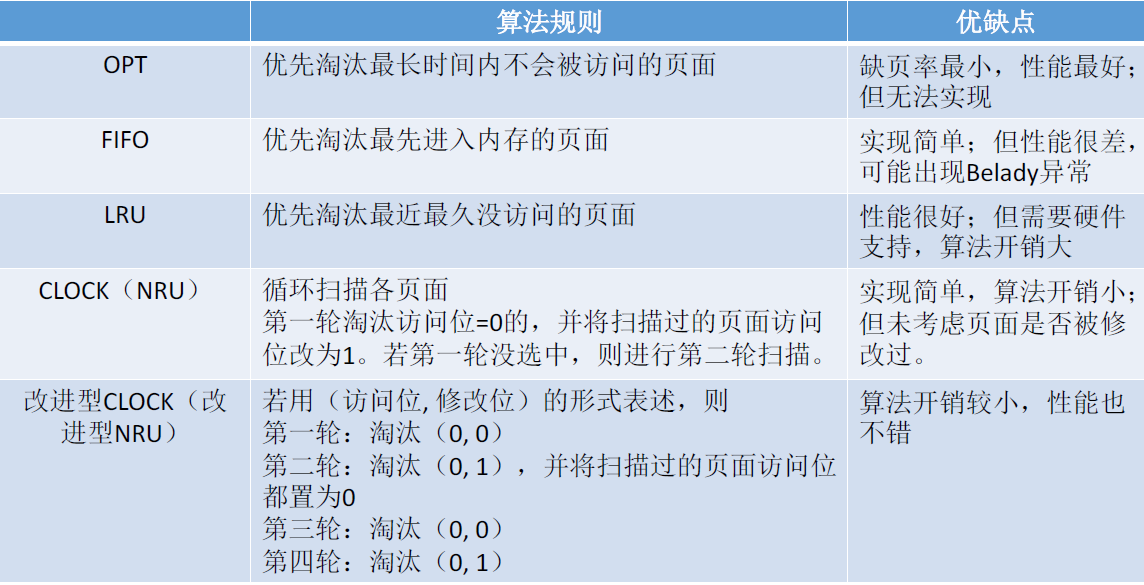 算法规则 优缺点
OPT 优先淘汰最长时间内不会被访问的页面 缺页率最小，性能最好；
但无法实现
FIFO 优先淘汰最先进入内存的页面 实现简单；但性能很差，
可能出现Belady异常
LRU 优先淘汰最近最久没访问的页面 性能很好；但需要硬件
支持，算法开销大
CLOCK（NRU） 循环扫描各页面 实现简单，算法开销小；
第一轮淘汰访问位=0的，并将扫描过的页面访问 但未考虑页面是否被修
位改为1。若第一轮没选中，则进行第二轮扫描。 改过。
改进型CLOCK（改 若用（访问位, 修改位）的形式表述，则 算法开销较小，性能也
进型NRU） 第一轮：淘汰（0, 0） 不错
第二轮：淘汰（0, 1），并将扫描过的页面访问位
都置为0
第三轮：淘汰（0, 0）
第四轮：淘汰（0, 1）